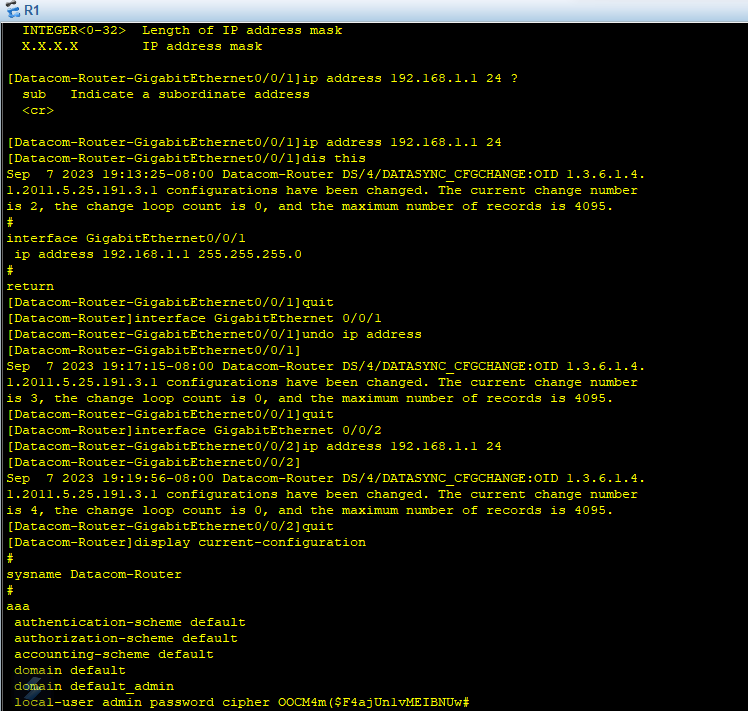 R1
INTEGER<0-32>  Length of IP address mask
X.X.X.X        IP address mask
[Datacom-Router-GigabitEthernet0/0/1]ip address 192.168.1.1 24 ?
sub   Indicate a subordinate address
<cr>
[Datacom-Router-GigabitEthernet0/0/1]ip address 192.168.1.1 24
[Datacom-Router-GigabitEthernet0/0/1]dis this
Sep  7 2023 19:13:25-08:00 Datacom-Router DS/4/DATASYNC_CFGCHANGE:OID 1.3.6.1.4.
1.2011.5.25.191.3.1 configurations have been changed. The current change number
is 2, the change loop count is 0, and the maximum number of records is 4095.
#
interface GigabitEthernet0/0/1
ip address 192.168.1.1 255.255.255.0
#
return
[Datacom-Router-GigabitEthernet0/0/1]quit
[Datacom-Router]interface GigabitEthernet 0/0/1
[Datacom-Router-GigabitEthernet0/0/1]undo ip address
[Datacom-Router-GigabitEthernet0/0/1]
Sep  7 2023 19:17:15-08:00 Datacom-Router DS/4/DATASYNC_CFGCHANGE:OID 1.3.6.1.4.
1.2011.5.25.191.3.1 configurations have been changed. The current change number
is 3, the change loop count is 0, and the maximum number of records is 4095.
[Datacom-Router-GigabitEthernet0/0/1]quit
[Datacom-Router]interface GigabitEthernet 0/0/2
[Datacom-Router-GigabitEthernet0/0/2]ip address 192.168.1.1 24
[Datacom-Router-GigabitEthernet0/0/2]
Sep  7 2023 19:19:56-08:00 Datacom-Router DS/4/DATASYNC_CFGCHANGE:OID 1.3.6.1.4.
1.2011.5.25.191.3.1 configurations have been changed. The current change number
is 4, the change loop count is 0, and the maximum number of records is 4095.
[Datacom-Router-GigabitEthernet0/0/2]quit
[Datacom-Router]display current-configuration
#
sysname Datacom-Router
#
aaa
authentication-scheme default
authorization-scheme default
accounting-scheme default
domain default
domain default_admin
local-user admin password cipher OOCM4m($F4ajUn1vMEIBNUw#